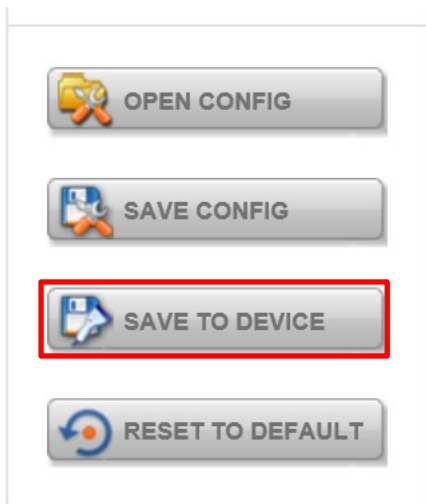 OPEN CONFIG
SAVE CONFIG
SAVE TO DEVICE
RESET TO DEFAULT